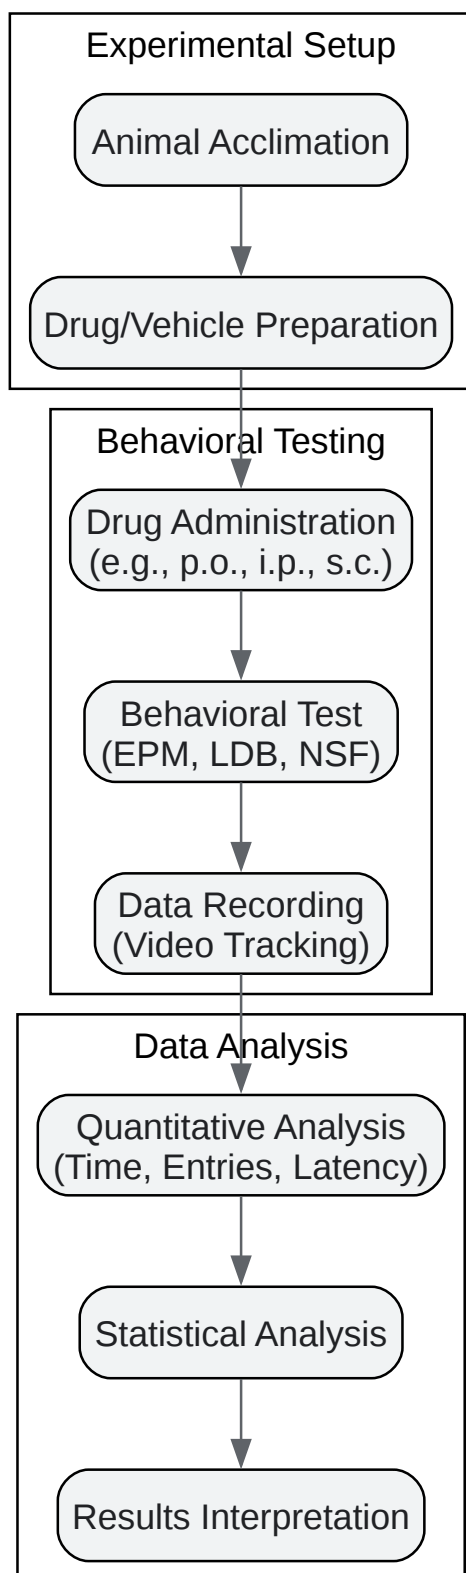 Experimental Setup
Animal Acclimation
Drug/Vehicle Preparation
Behavioral Testing
Drug Administration
(e.g., p.o., i.p., s.c.)
Behavioral Test
(EPM, LDB, NSF)
Data Recording
(Video Tracking)
Data Analysis
Quantitative Analysis
(Time, Entries, Latency)
Statistical Analysis
Results Interpretation